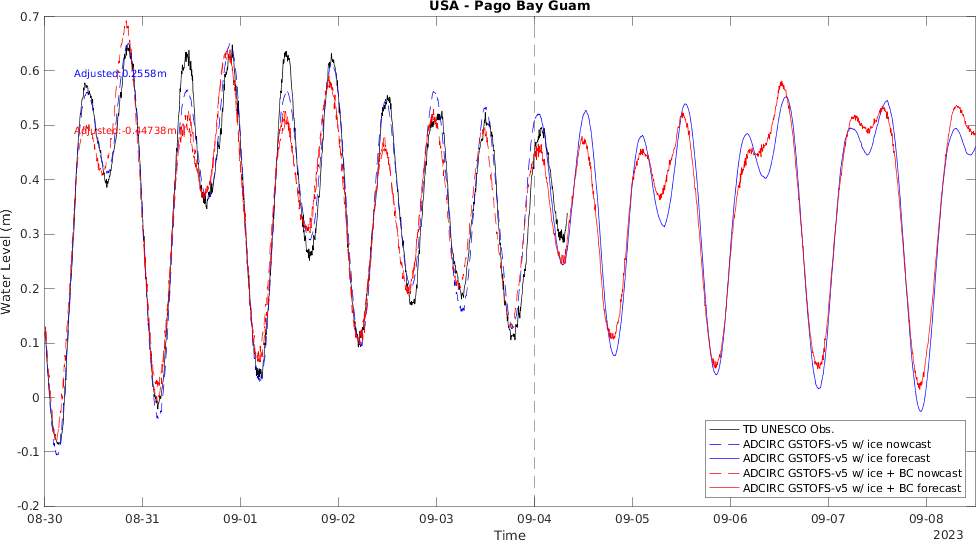 USA - Pago Bay Guam
0.7
0.6
0.5
0.4
0.3
0.2
0.1
0
-0.1
-0.2
Water Level (m)
Adjusted:0.2558m
Adjusted:-0.44738m
08-30 08-31 09-01 09-02 09-03 09-04 09-05 09-06 09-07 09-08
Time
2023
TD UNESCO Obs.
ADCIRC GSTOFS-v5 w/ ice nowcast
ADCIRC GSTOFS-v5 w/ ice forecast
ADCIRC GSTOFS-v5 w/ ice + BC nowcast
ADCIRC GSTOFS-v5 w/ ice + BC forecast